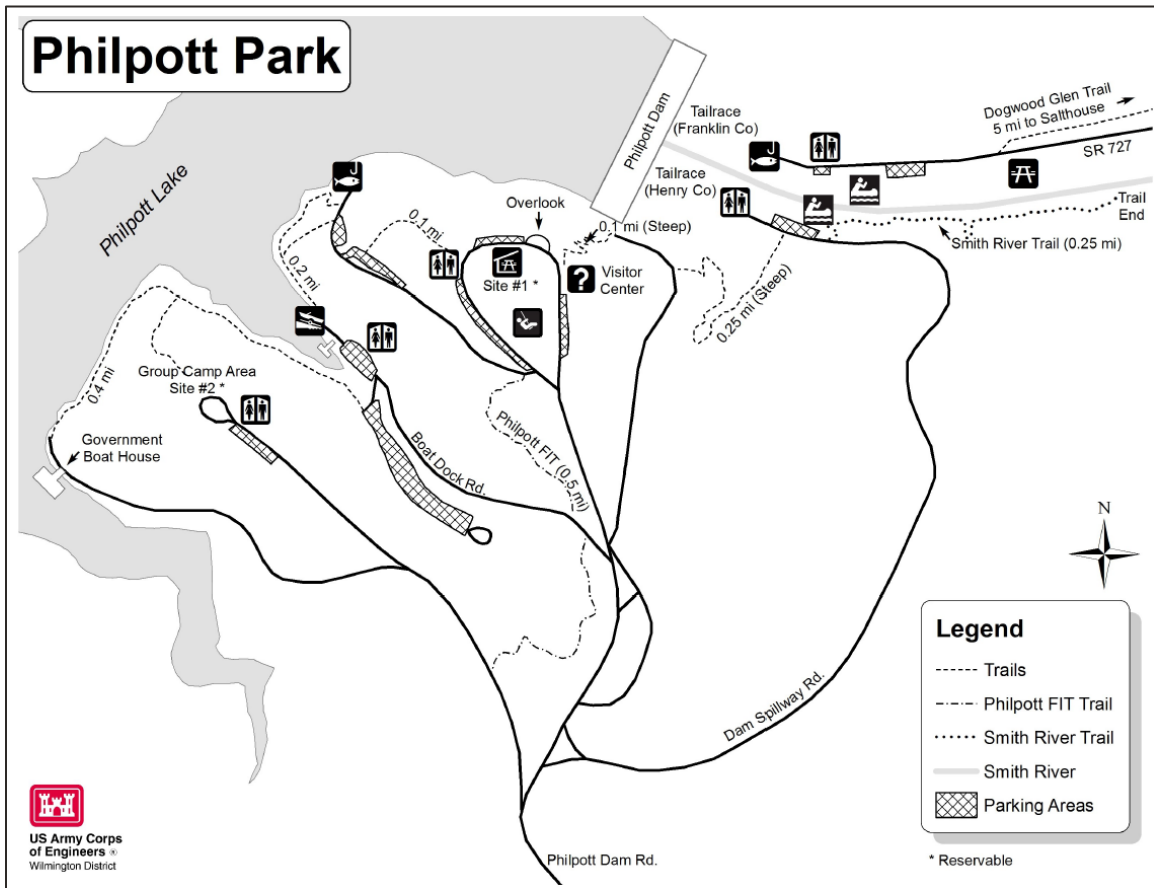 Philpott Park
Philpott Lake
Philpott Dam
Tailrace
(Franklin Co)
Tailrace
(Henry Co)
Dogwood Glen Trail
5 mi to Salthouse
SR 727
Trail
End
Smith River Trail (0.25 mi)
Overlook
0.1 mi (Steep)
0.1 mi
0.2 mi
Site #1 *
?
Visitor
Center
0.25 mi (Steep)
0.4 mi
Group Camp Area
Site #2 *
Government
Boat House
Boat Dock Rd.
Philpott FIT (0.5 mi)
Dam Spillway Rd.
Philpott Dam Rd.
N
Legend
Trails
Philpott FIT Trail
Smith River Trail
Smith River
Parking Areas
* Reservable
US Army Corps
of Engineers ®
Wilmington District